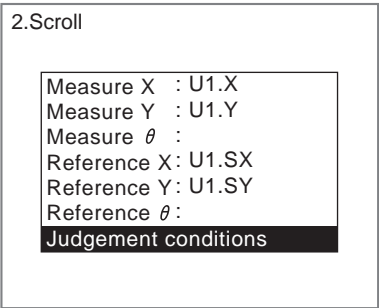 2.Scroll
Measure X : U1.X
Measure Y : U1.Y
Measure θ :
Reference X : U1.SX
Reference Y : U1.SY
Reference θ :
Judgement conditions